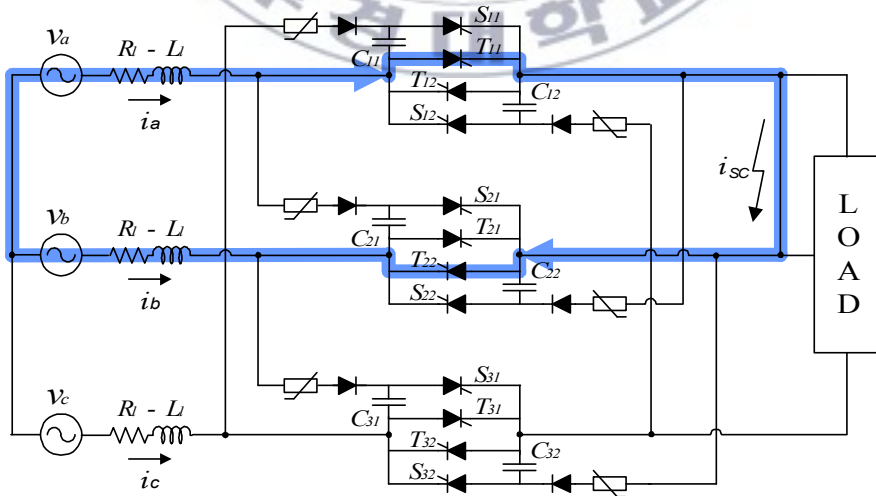 S11
va
Rl - Ll
C11
T11
T12
C12
S12
ia
iSC
S21
vb
Rl - Ll
C21
T21
T22
C22
S22
ib
LOAD
S31
vc
Rl - Ll
C31
T31
T32
C32
S32
ic